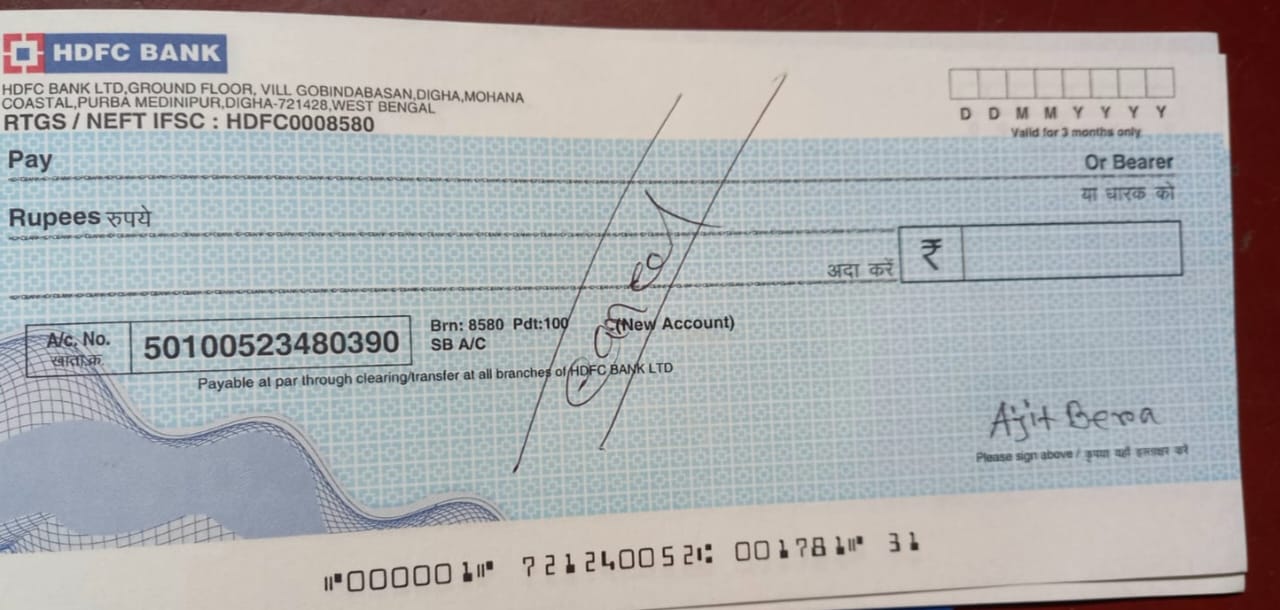 HDFC BANK
HDFC BANK LTD,GROUND FLOOR, VILL GOBINDABASAN,DIGHA,MOHANA
COASTAL,PURBA MEDINIPUR,DIGHA-721428,WEST BENGAL
RTGS / NEFT IFSC : HDFC0008580
D D M M Y Y Y Y
Valid for 3 months only
Pay
Or Bearer
या धारक को
Rupees रुपये
अदा करें ₹
A/c. No.
खाता क्र.
50100523480390
Brn: 8580 Pdt:100 (New Account)
SB A/C
Payable at par through clearing/transfer at all branches of HDFC BANK LTD
Ajit Bera
Please sign above / कृपया यहाँ हस्ताक्षर करें
⑈000001⑈ 721240052⑆ 001781⑈ 31